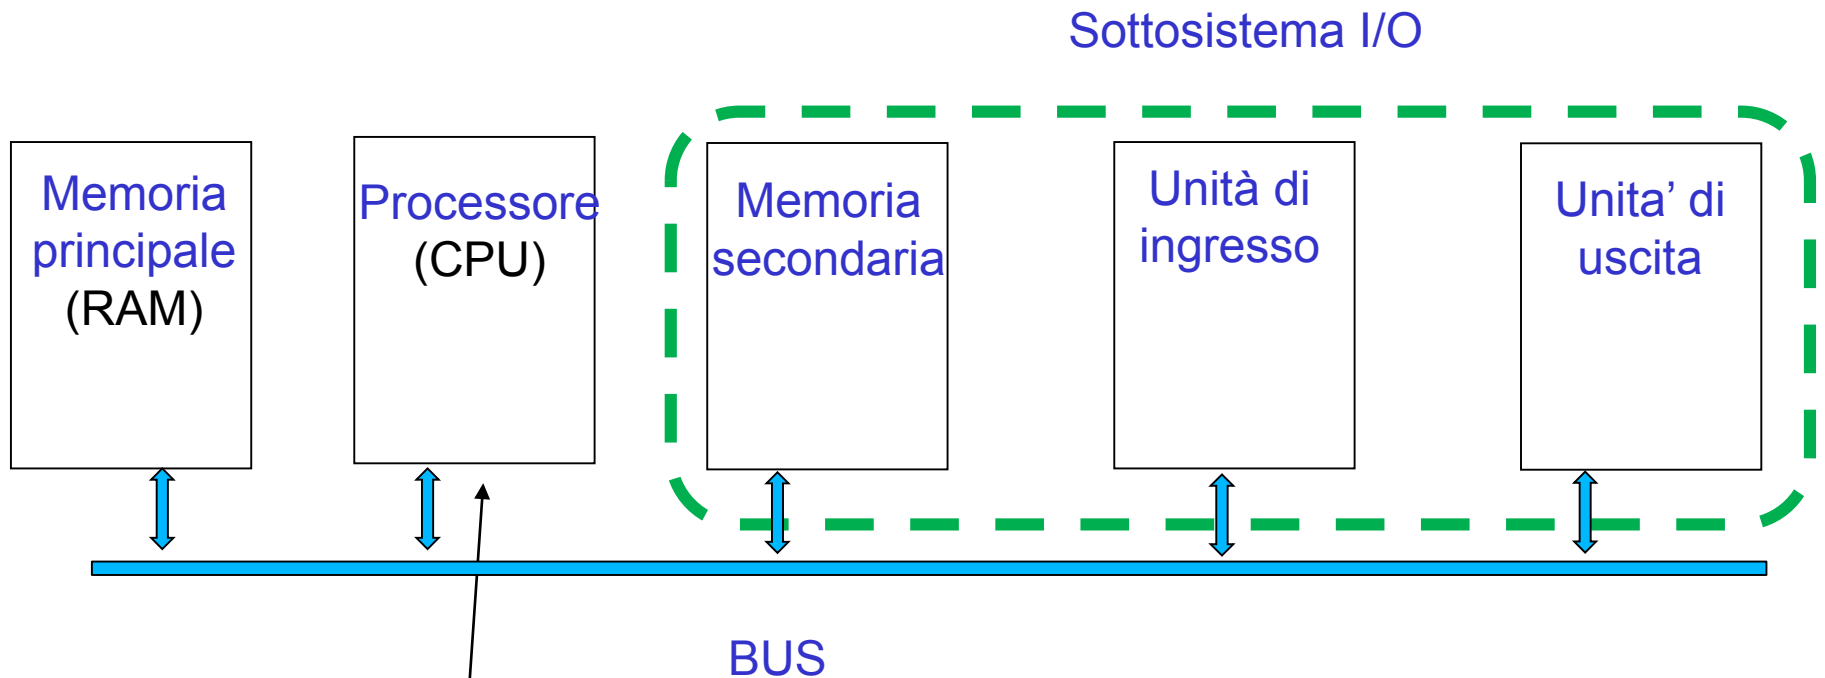 Sottosistema I/O
Memoria
principale
(RAM)
Processore
(CPU)
Memoria
secondaria
Unità di
ingresso
Unita’ di
uscita
BUS